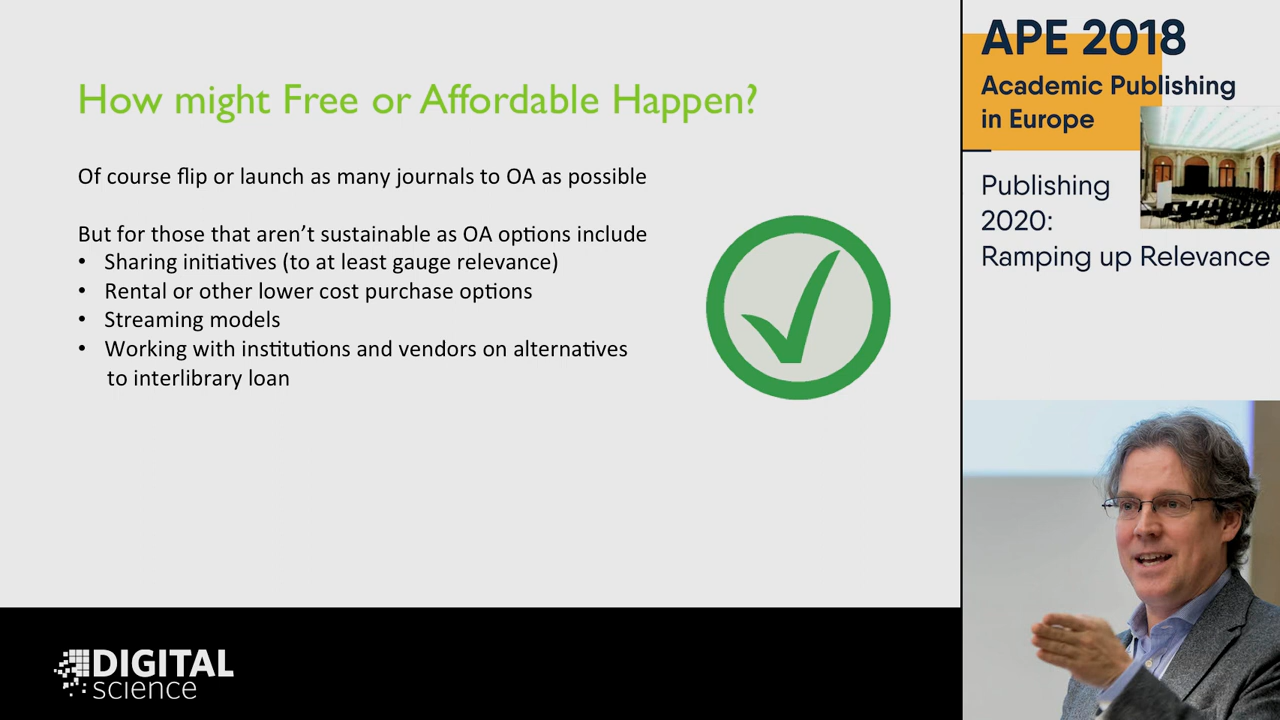 How might Free or Affordable Happen?
Of course flip or launch as many journals to OA as possible
But for those that aren’t sustainable as OA options include
• Sharing initiatives (to at least gauge relevance)
• Rental or other lower cost purchase options
• Streaming models
• Working with institutions and vendors on alternatives
to interlibrary loan
DIGITAL
science
APE 2018
Academic Publishing
in Europe
Publishing
2020:
Ramping up Relevance